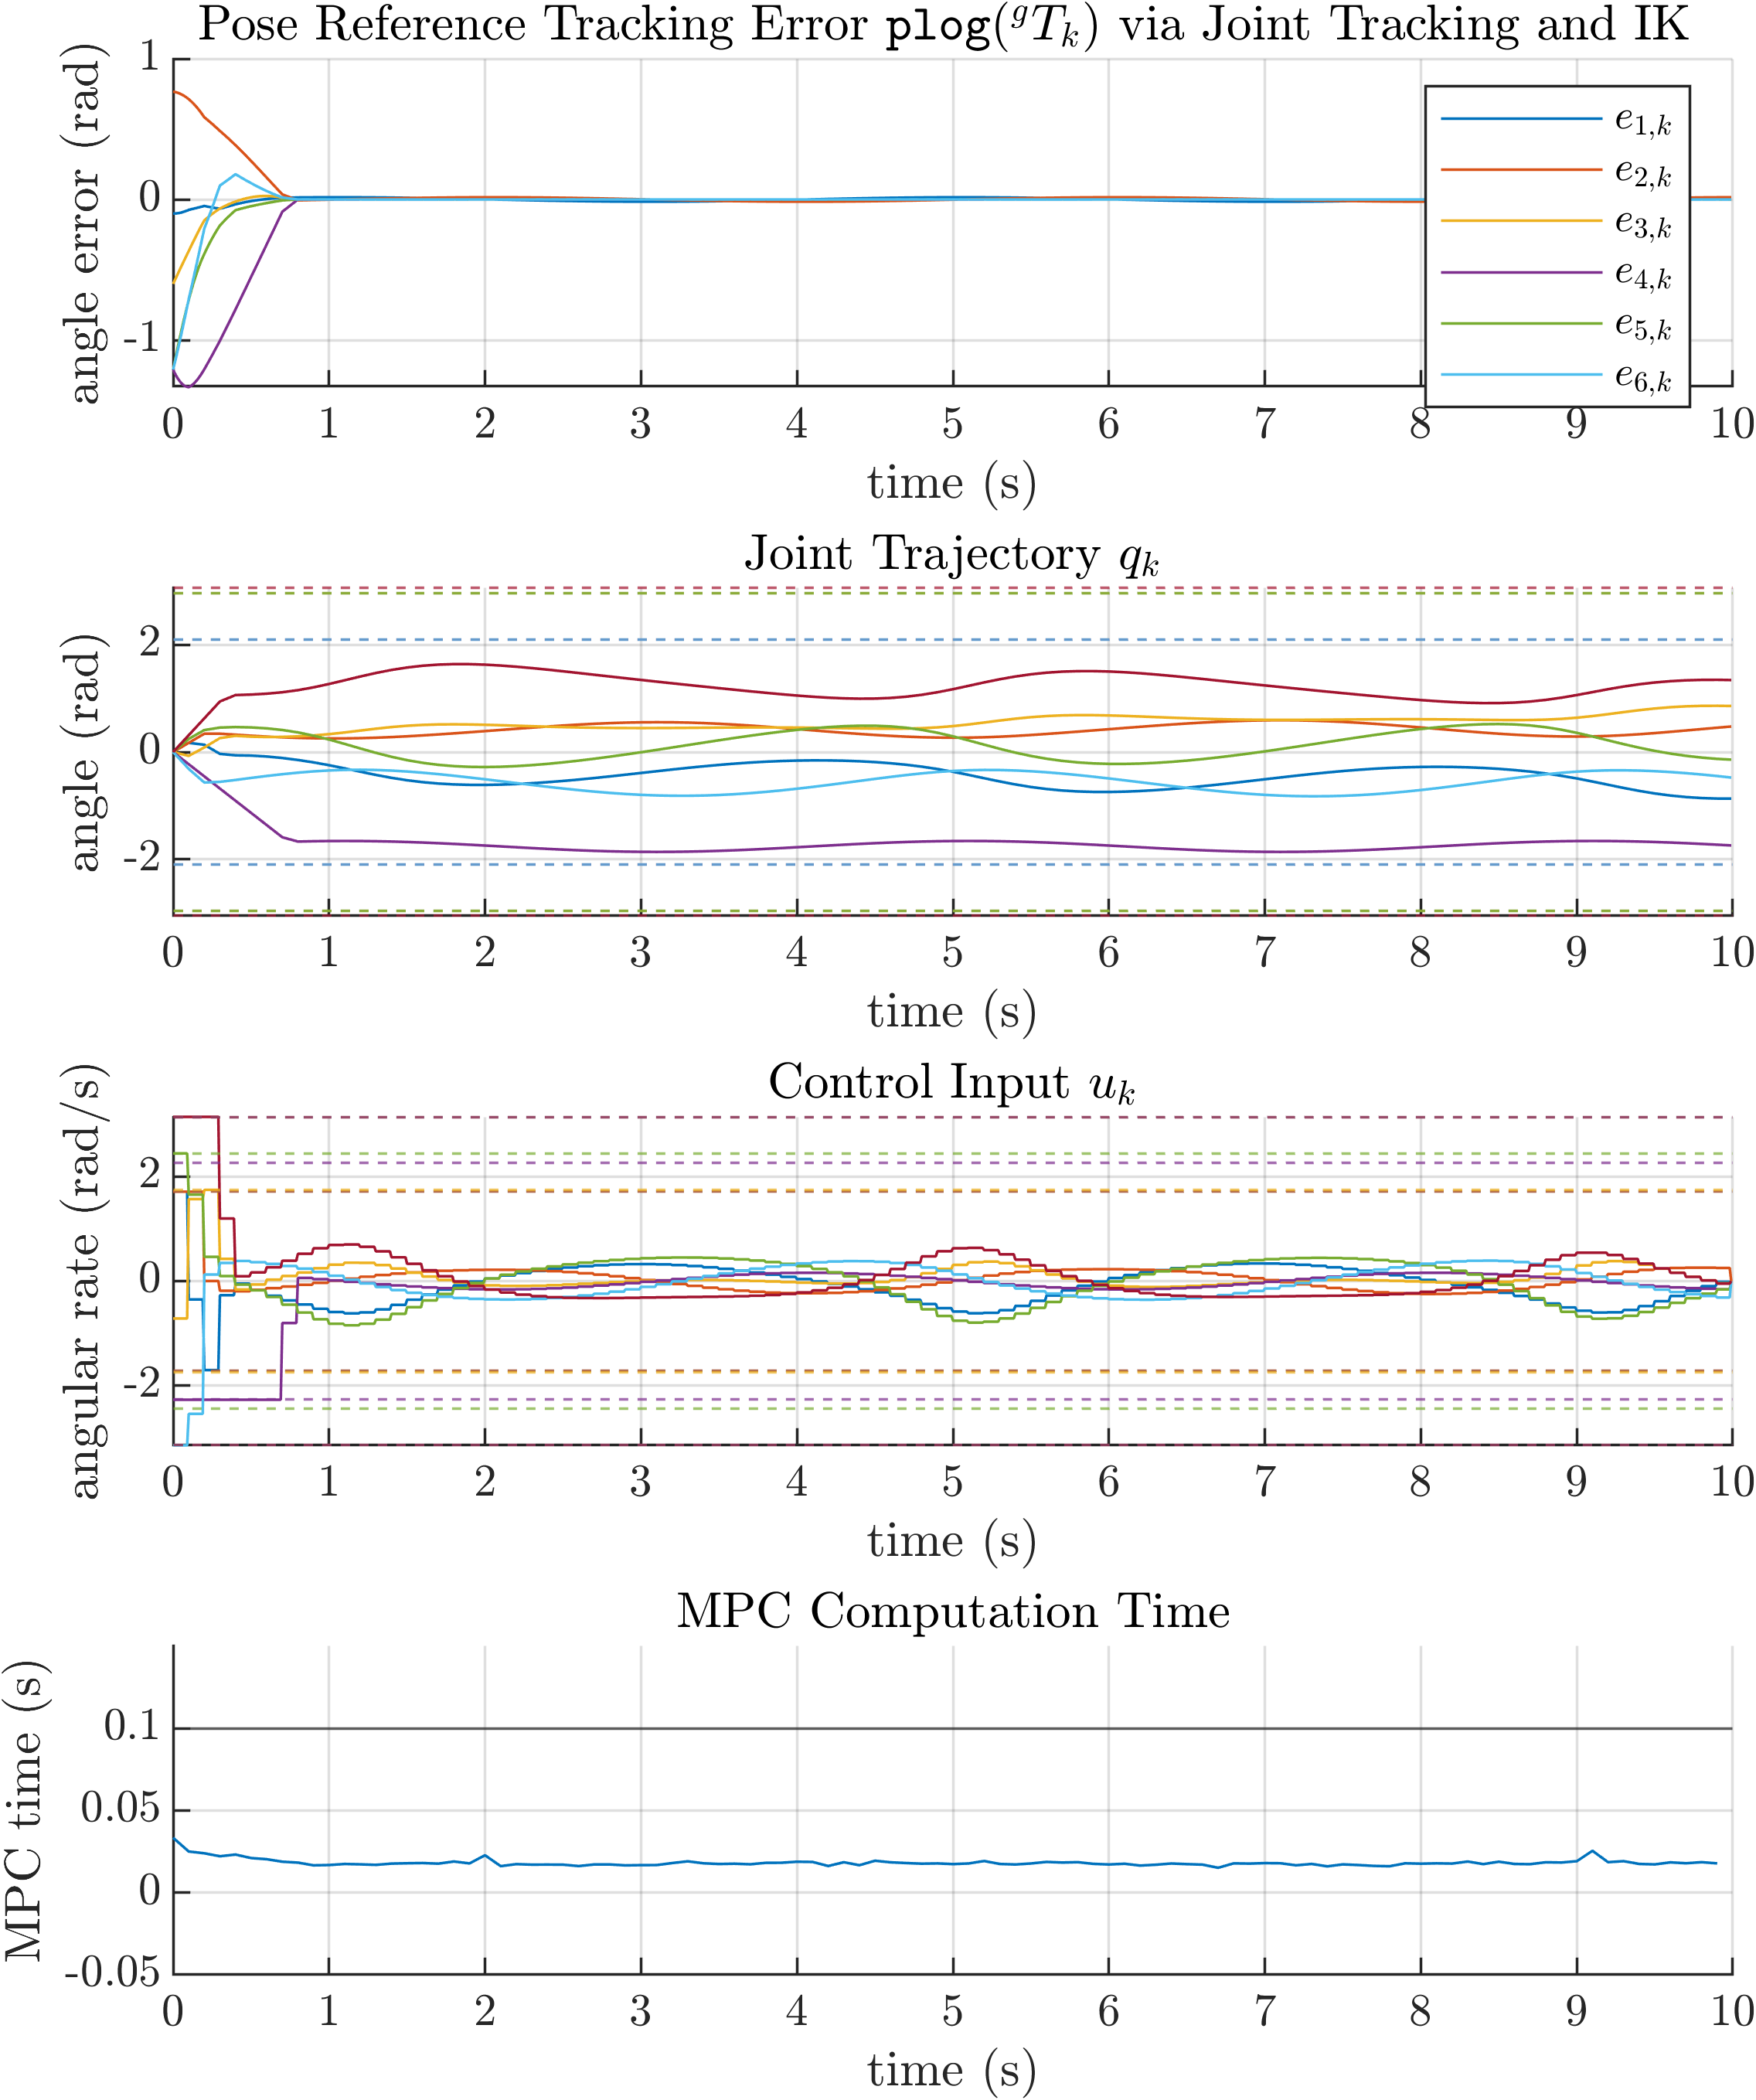 Pose Reference Tracking Error plog(ᵍTₖ) via Joint Tracking and IK
angle error (rad)
1
0
-1
e₁,ₖ
e₂,ₖ
e₃,ₖ
e₄,ₖ
e₅,ₖ
e₆,ₖ
0 1 2 3 4 5 6 7 8 9 10
time (s)
Joint Trajectory qₖ
angle (rad)
2
0
-2
0 1 2 3 4 5 6 7 8 9 10
time (s)
Control Input uₖ
angular rate (rad/s)
2
0
-2
0 1 2 3 4 5 6 7 8 9 10
time (s)
MPC Computation Time
MPC time (s)
0.1
0.05
0
-0.05
0 1 2 3 4 5 6 7 8 9 10
time (s)